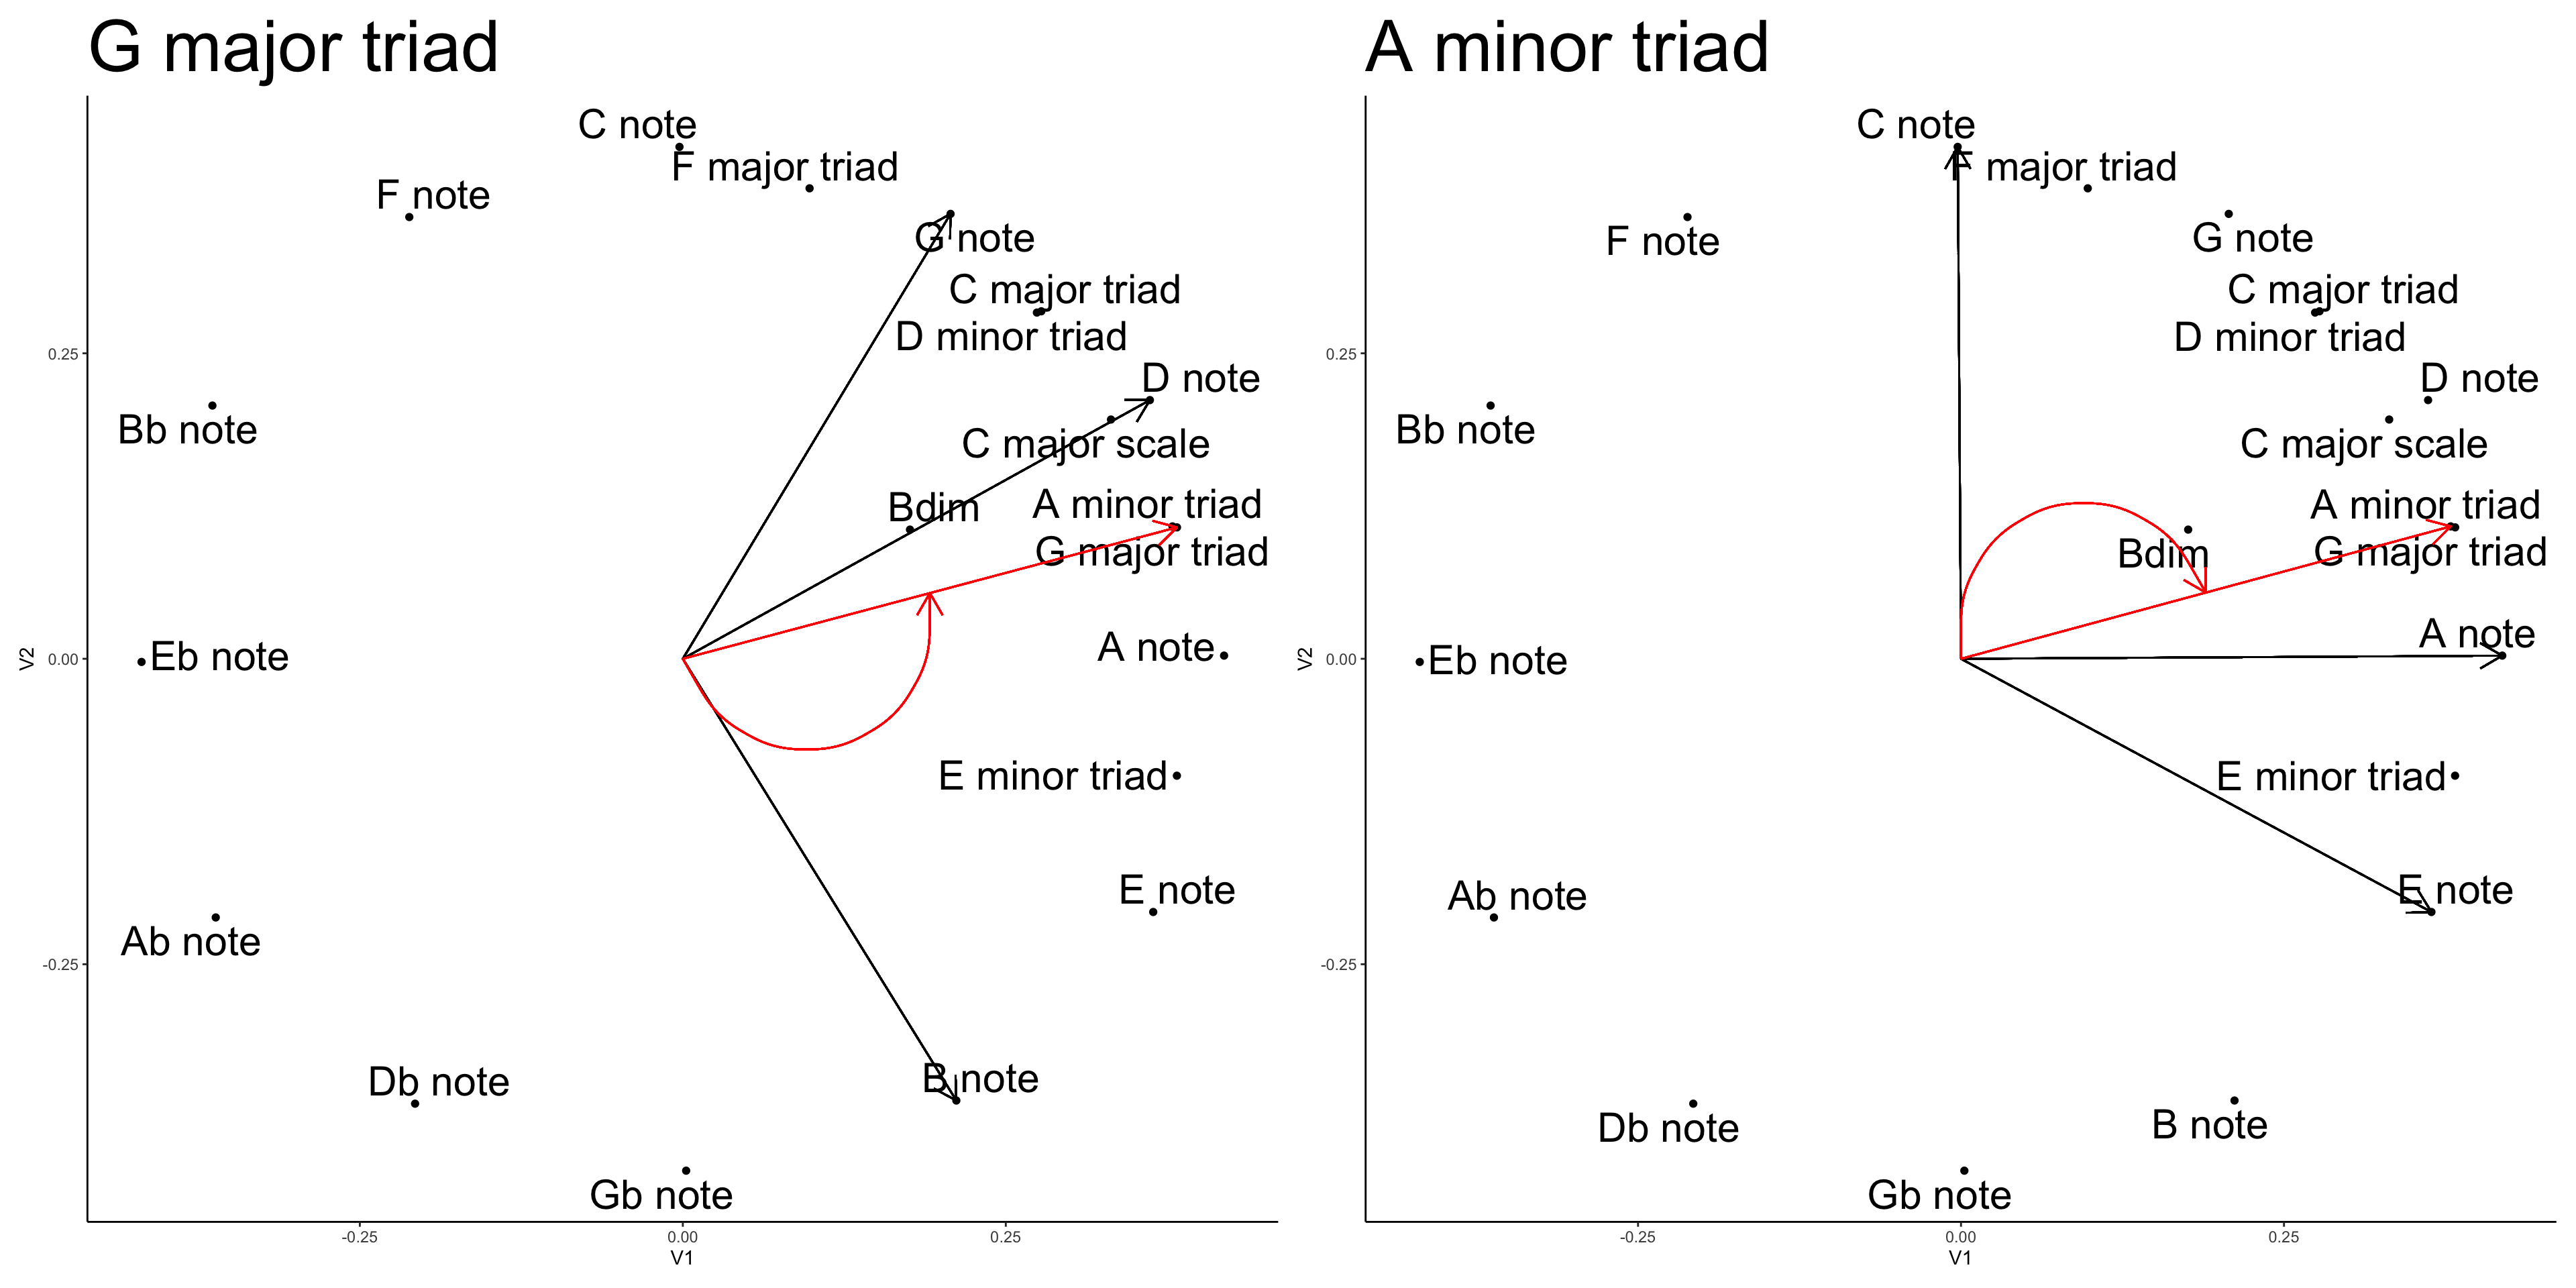 G major triad
C note
F major triad
F note
G note
C major triad
D minor triad
D note
0.25
Bb note
C major scale
Bdim
A minor triad
G major triad
V2
0.00
Eb note
A note
E minor triad
E note
Ab note
-0.25
B note
Db note
Gb note
-0.25
0.00
0.25
V1
A minor triad
C note
F major triad
F note
G note
C major triad
D minor triad
0.25
D note
Bb note
C major scale
A minor triad
Bdim
G major triad
A note
V2
0.00
Eb note
E minor triad
Ab note
E note
-0.25
Db note
B note
Gb note
-0.25
0.00
0.25
V1